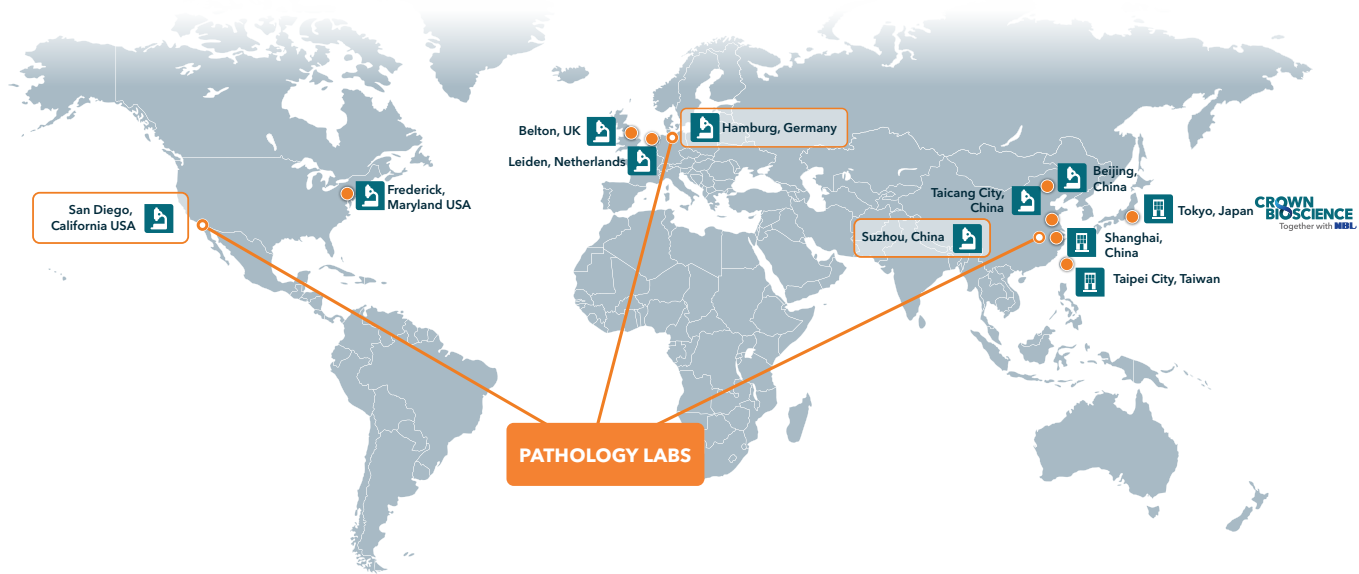 Belton, UK
Hamburg, Germany
Leiden, Netherlands
Frederick,
Maryland USA
San Diego,
California USA
Beijing,
China
Taicang City,
China
Tokyo, Japan
CROWN
BIOSCIENCE
Together with MBL
Suzhou, China
Shanghai,
China
Taipei City, Taiwan
PATHOLOGY LABS